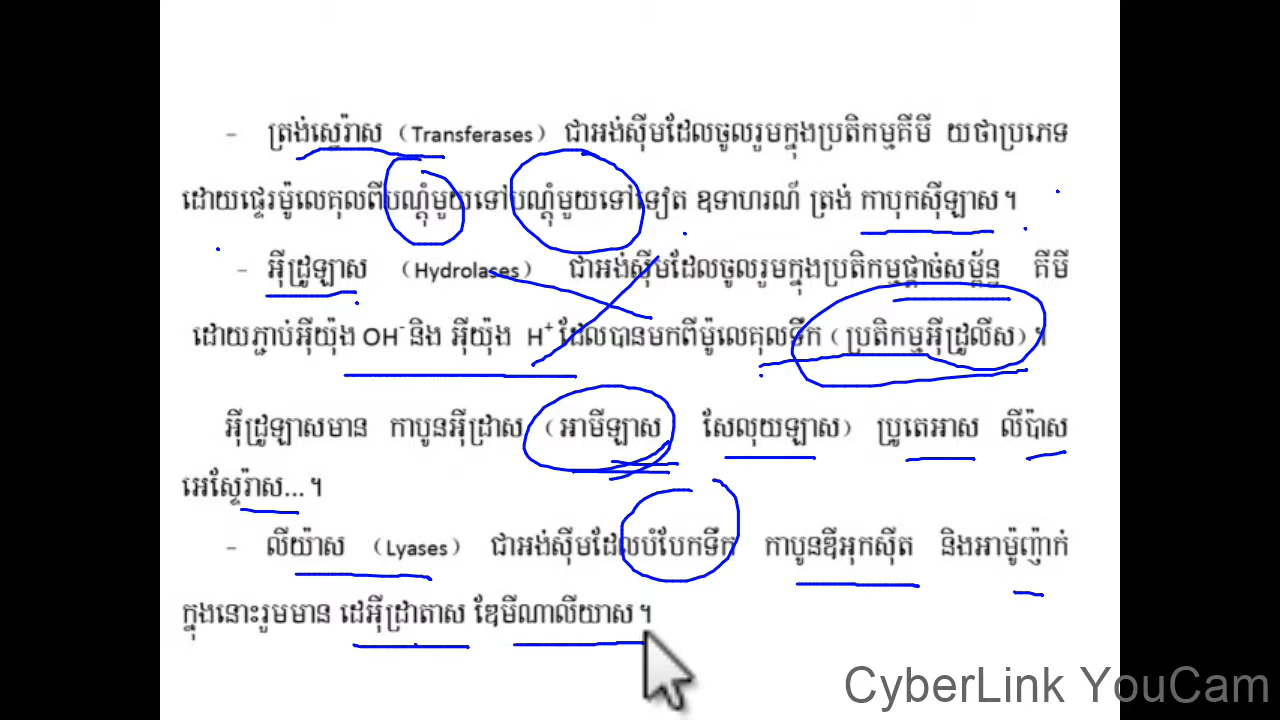 - ត្រង់ស្វេរ៉ាស (Transferases) ជាអង់ស៊ីមដែលចូលរួមក្នុងប្រតិកម្មគីមី យថាប្រភេទ
ដោយផ្ទេរម៉ូលេគុលពីបណ្តុំមួយទៅបណ្តុំមួយទៅទៀត ឧទាហរណ៍ ត្រង់ កាបុកស៊ីឡាស។
- អ៊ីដ្រូឡាស (Hydrolases) ជាអង់ស៊ីមដែលចូលរួមក្នុងប្រតិកម្មផ្តាច់សម្ព័ន្ធ គីមី
ដោយភ្ជាប់អ៊ីយ៉ុង OH⁻ និង អ៊ីយ៉ុង H⁺ ដែលបានមកពីម៉ូលេគុលទឹក (ប្រតិកម្មអ៊ីដ្រូលីស)។
អ៊ីដ្រូឡាសមាន កាបូនអ៊ីដ្រាស (អាមីឡាស សែលុយឡាស) ប្រូតេអាស លីប៉ាស
អេស្ទែរ៉ាស...។
- លីយ៉ាស (Lyases) ជាអង់ស៊ីមដែលបំបែកទឹក កាបូនឌីអុកស៊ីត និងអាម៉ូញ៉ាក់
ក្នុងនោះរួមមាន ដេអ៊ីដ្រាតាស ឌែមីណាលីយាស។
CyberLink YouCam